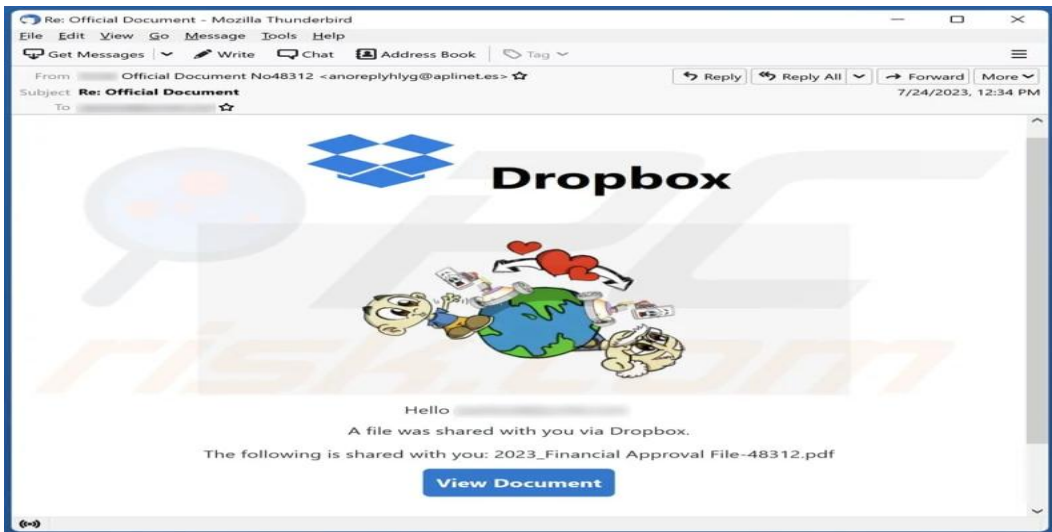 Re: Official Document - Mozilla Thunderbird
File Edit View Go Message Tools Help
Get Messages Write Chat Address Book Tag
From Official Document No48312 <anoreplyhlyg@aplinet.es> Reply Reply All Forward More
Subject Re: Official Document 7/24/2023, 12:34 PM
To
Dropbox
PC
risk.com
Hello
A file was shared with you via Dropbox.
The following is shared with you: 2023_Financial Approval File-48312.pdf
View Document